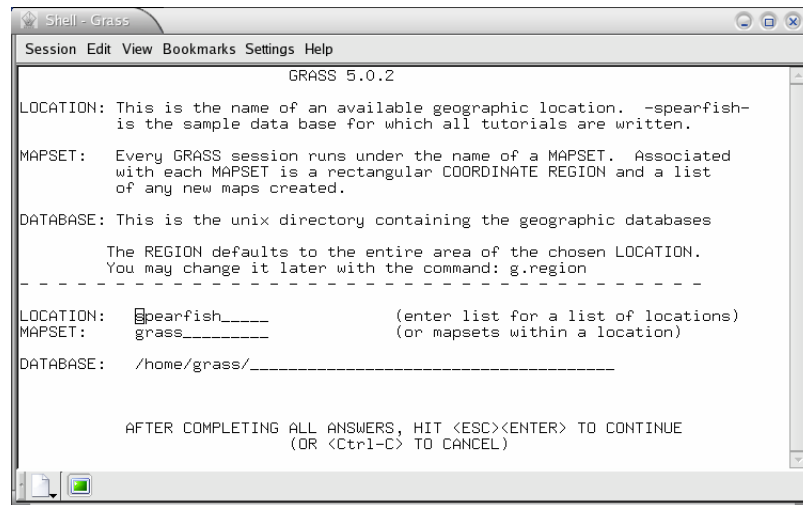 Shell - Grass
Session Edit View Bookmarks Settings Help
GRASS 5.0.2
LOCATION: This is the name of an available geographic location. -spearfish-
is the sample data base for which all tutorials are written.
MAPSET: Every GRASS session runs under the name of a MAPSET. Associated
with each MAPSET is a rectangular COORDINATE REGION and a list
of any new maps created.
DATABASE: This is the unix directory containing the geographic databases
The REGION defaults to the entire area of the chosen LOCATION.
You may change it later with the command: g.region
- - - - - - - - - - - - - - - - - - - - - - - - - - - - - - - - - - - -
LOCATION: spearfish_____ (enter list for a list of locations)
MAPSET: grass_________ (or mapsets within a location)
DATABASE: /home/grass/______________________________________
AFTER COMPLETING ALL ANSWERS, HIT <ESC><ENTER> TO CONTINUE
(OR <Ctrl-C> TO CANCEL)